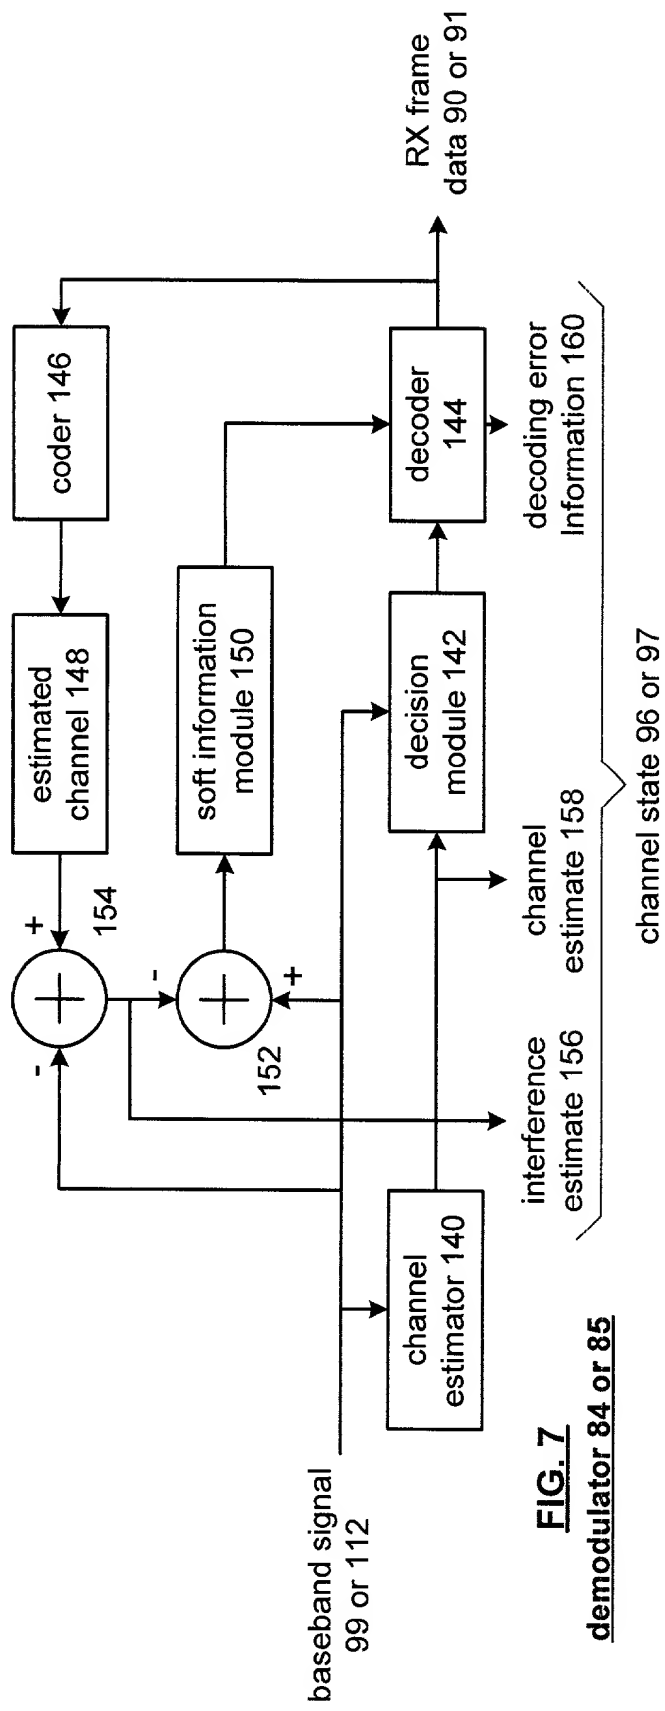 coder 146
estimated
channel 148
+
154
-
soft information
module 150
-
+
152
baseband signal
99 or 112
channel
estimator 140
decision
module 142
decoder
144
RX frame
data 90 or 91
interference
estimate 156
channel
estimate 158
decoding error
Information 160
channel state 96 or 97
FIG. 7
demodulator 84 or 85